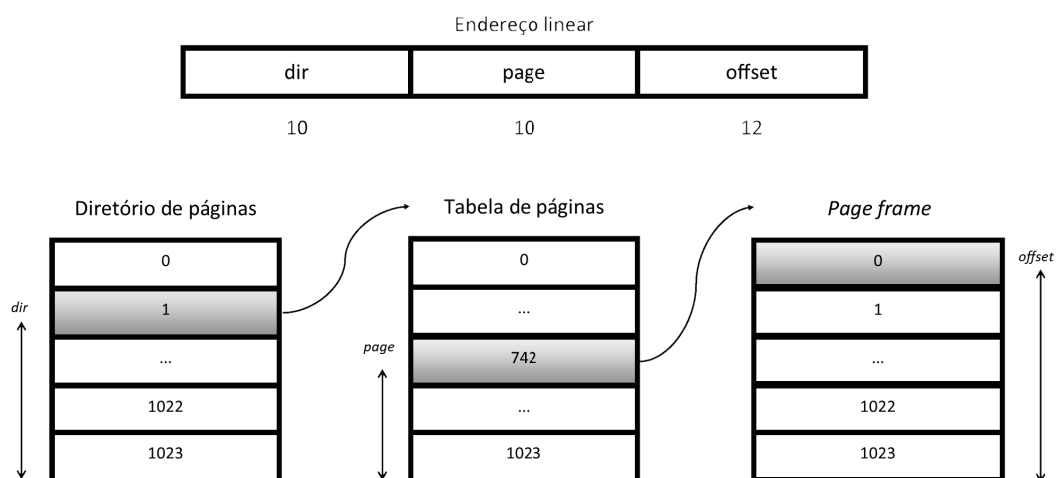 Endereço linear
dir page offset
10 10 12
Diretório de páginas Tabela de páginas Page frame
0 0 0 offset
dir 1 ... 1
page
... 742 ...
1022 ... 1022
1023 1023 1023